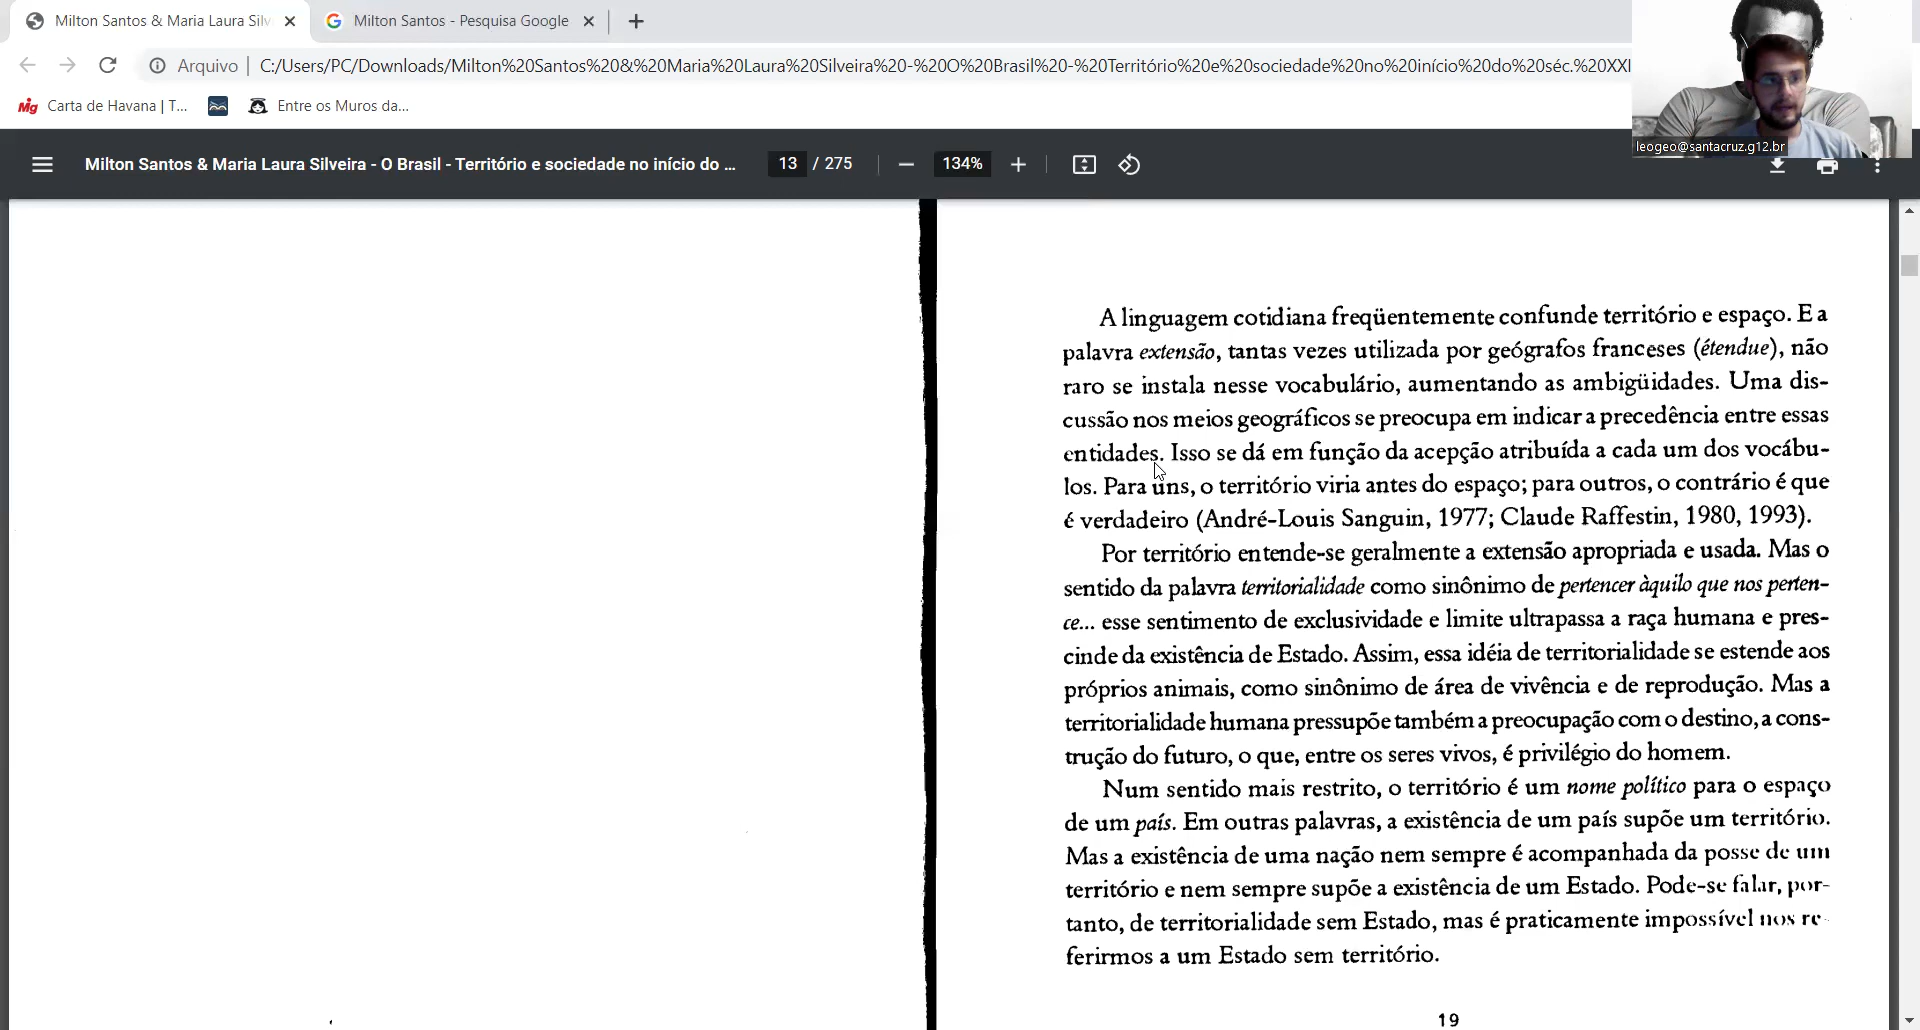 Milton Santos & Maria Laura Silv
Milton Santos - Pesquisa Google
Arquivo
C:/Users/PC/Downloads/Milton%20Santos%20&%20Maria%20Laura%20Silveira%20-%20O%20Brasil%20-%20Território%20e%20sociedade%20no%20início%20do%20séc.%20XXI
Mig Carta de Havana | T...
Entre os Muros da...
Milton Santos & Maria Laura Silveira - O Brasil - Território e sociedade no início do ...
13 / 275
134%
leogeo@santacruz.g12.br
A linguagem cotidiana freqüentemente confunde território e espaço. E a
palavra extensão, tantas vezes utilizada por geógrafos franceses (étendue), não
raro se instala nesse vocabulário, aumentando as ambigüidades. Uma dis-
cussão nos meios geográficos se preocupa em indicar a precedência entre essas
entidades. Isso se dá em função da acepção atribuída a cada um dos vocábu-
los. Para uns, o território viria antes do espaço; para outros, o contrário é que
é verdadeiro (André-Louis Sanguin, 1977; Claude Raffestin, 1980, 1993).
Por território entende-se geralmente a extensão apropriada e usada. Mas o
sentido da palavra territorialidade como sinônimo de pertencer àquilo que nos perten-
ce... esse sentimento de exclusividade e limite ultrapassa a raça humana e pres-
cinde da existência de Estado. Assim, essa idéia de territorialidade se estende aos
próprios animais, como sinônimo de área de vivência e de reprodução. Mas a
territorialidade humana pressupõe também a preocupação com o destino, a cons-
trução do futuro, o que, entre os seres vivos, é privilégio do homem.
Num sentido mais restrito, o território é um nome político para o espaço
de um país. Em outras palavras, a existência de um país supõe um território.
Mas a existência de uma nação nem sempre é acompanhada da posse de um
território e nem sempre supõe a existência de um Estado. Pode-se falar, por-
tanto, de territorialidade sem Estado, mas é praticamente impossível nos re-
ferirmos a um Estado sem território.
19